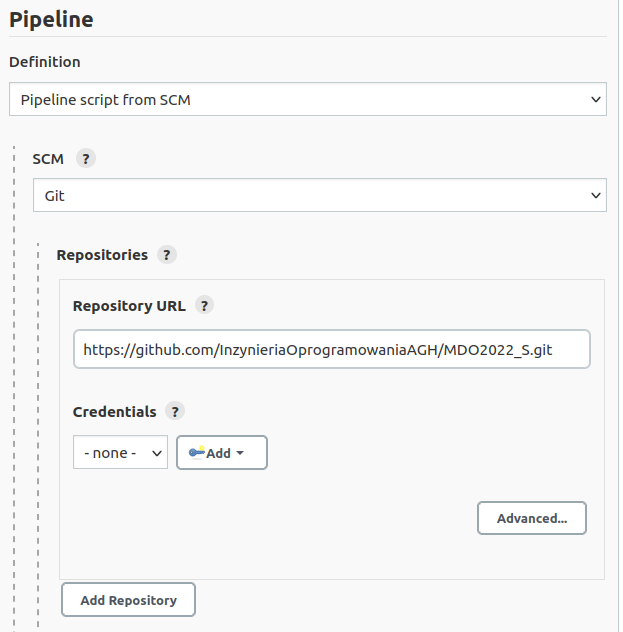 Pipeline
Definition
Pipeline script from SCM
SCM ?
Git
Repositories ?
Repository URL ?
https://github.com/InzynieriaOprogramowaniaAGH/MDO2022_S.git
Credentials ?
- none - Add
Advanced...
Add Repository